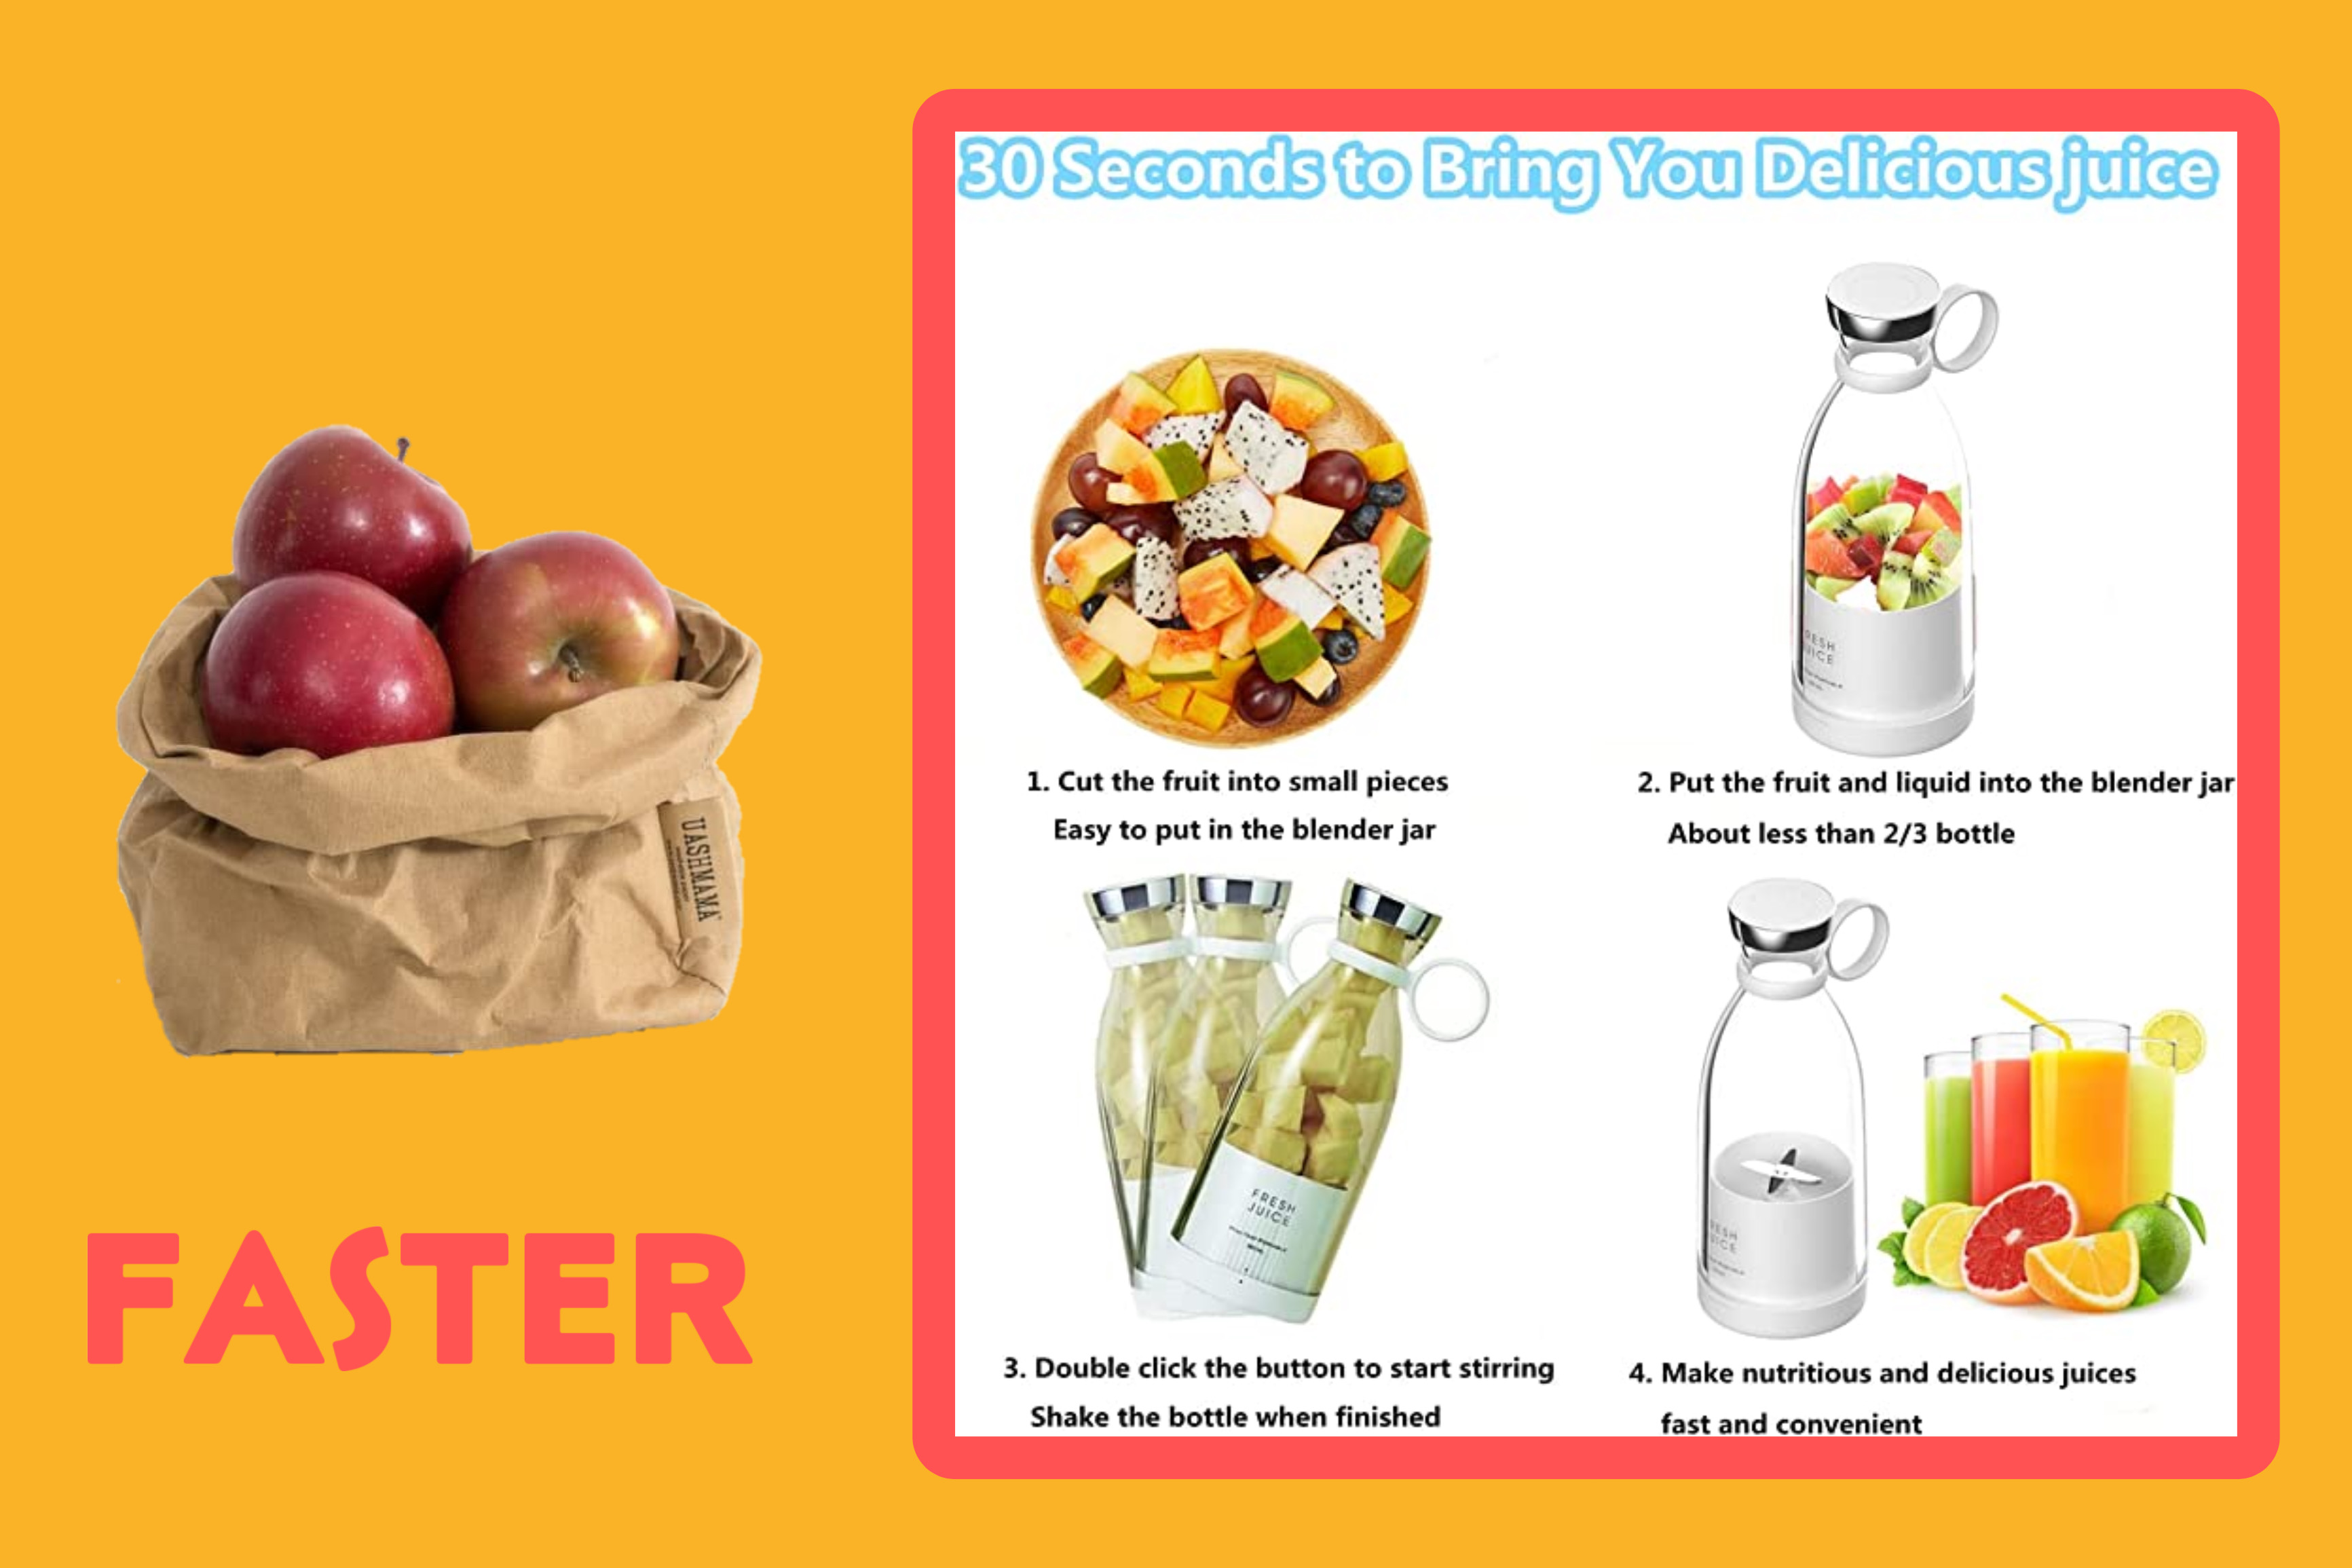 30 Seconds to Bring You Delicious juice
1. Cut the fruit into small pieces
Easy to put in the blender jar
2. Put the fruit and liquid into the blender jar
About less than 2/3 bottle
UASHMAMA
FRESH
JUICE
3. Double click the button to start stirring
Shake the bottle when finished
4. Make nutritious and delicious juices
fast and convenient
FASTER